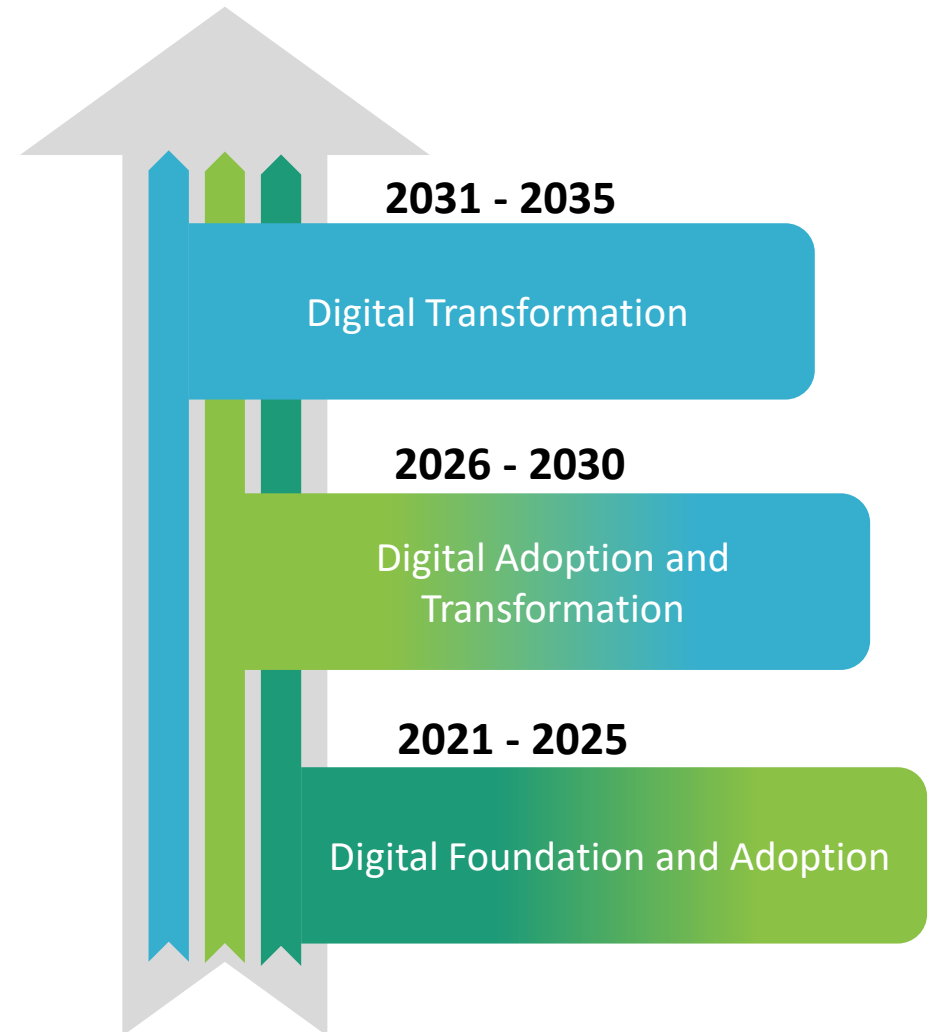 2031 - 2035
Digital Transformation
2026 - 2030
Digital Adoption and
Transformation
2021 - 2025
Digital Foundation and Adoption